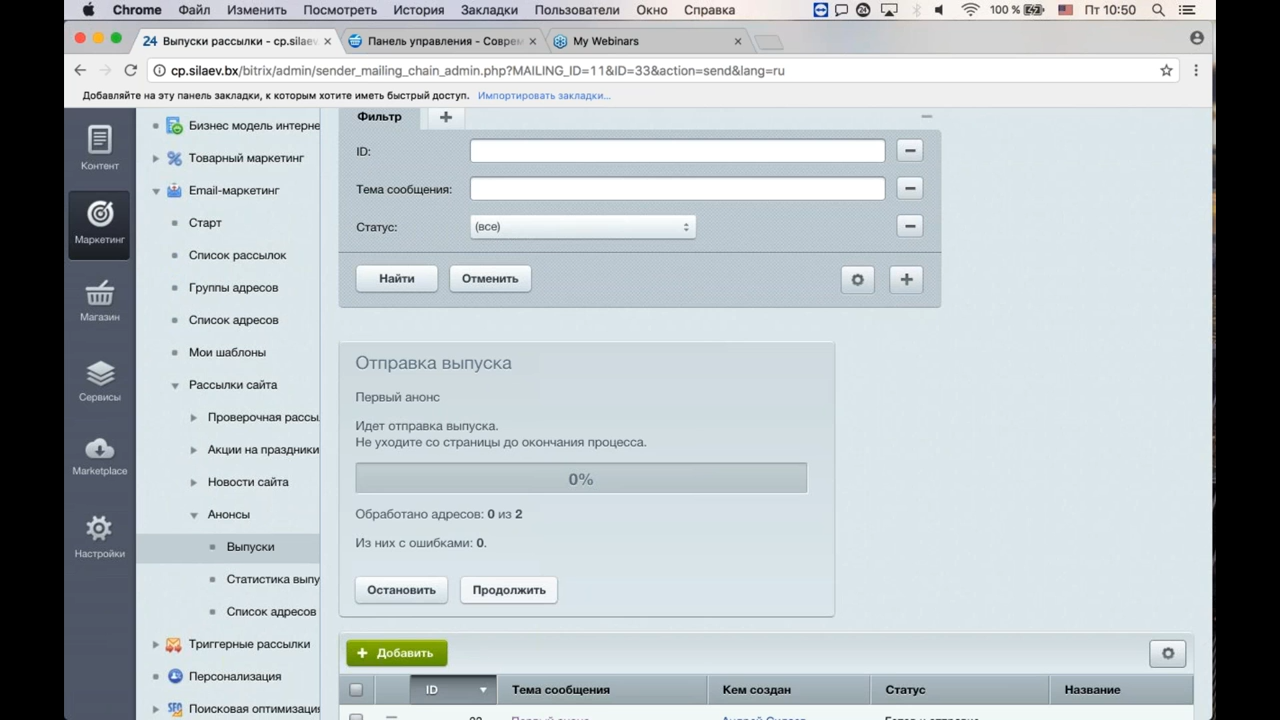 Chrome Файл Изменить Посмотреть История Закладки Пользователи Окно Справка 100 % Пт 10:50
24 Выпуски рассылки - cp.silaev Панель управления - Соврем My Webinars
cp.silaev.bx/bitrix/admin/sender_mailing_chain_admin.php?MAILING_ID=11&ID=33&action=send&lang=ru
Добавляйте на эту панель закладки, к которым хотите иметь быстрый доступ. Импортировать закладки...
Контент
Маркетинг
Магазин
Сервисы
Marketplace
Настройки
Бизнес модель интерне
Товарный маркетинг
Email-маркетинг
Старт
Список рассылок
Группы адресов
Список адресов
Мои шаблоны
Рассылки сайта
Проверочная рассы
Акции на праздники
Новости сайта
Анонсы
Выпуски
Статистика выпу
Список адресов
Триггерные рассылки
Персонализация
Поисковая оптимизаци
Фильтр
ID:
Тема сообщения:
Статус: (все)
Найти Отменить
Отправка выпуска
Первый анонс
Идет отправка выпуска.
Не уходите со страницы до окончания процесса.
0%
Обработано адресов: 0 из 2
Из них с ошибками: 0.
Остановить Продолжить
+ Добавить
ID Тема сообщения Кем создан Статус Название